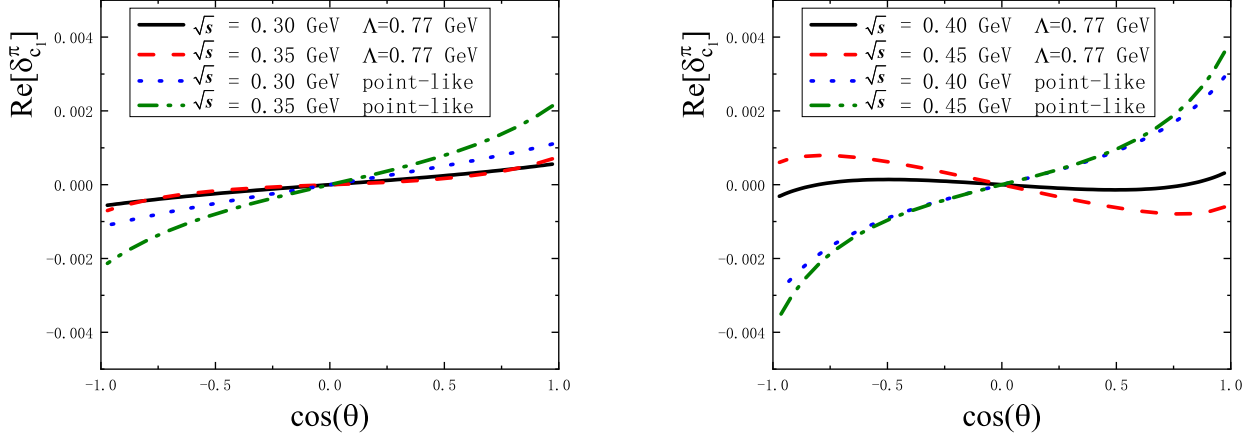 Re[δ^π_{c_1}]
0.004
0.002
0.000
-0.002
-0.004
√s = 0.30 GeV Λ=0.77 GeV
√s = 0.35 GeV Λ=0.77 GeV
√s = 0.30 GeV point-like
√s = 0.35 GeV point-like
-1.0 -0.5 0.0 0.5 1.0
cos(θ)
Re[δ^π_{c_1}]
0.004
0.002
0.000
-0.002
-0.004
√s = 0.40 GeV Λ=0.77 GeV
√s = 0.45 GeV Λ=0.77 GeV
√s = 0.40 GeV point-like
√s = 0.45 GeV point-like
-1.0 -0.5 0.0 0.5 1.0
cos(θ)